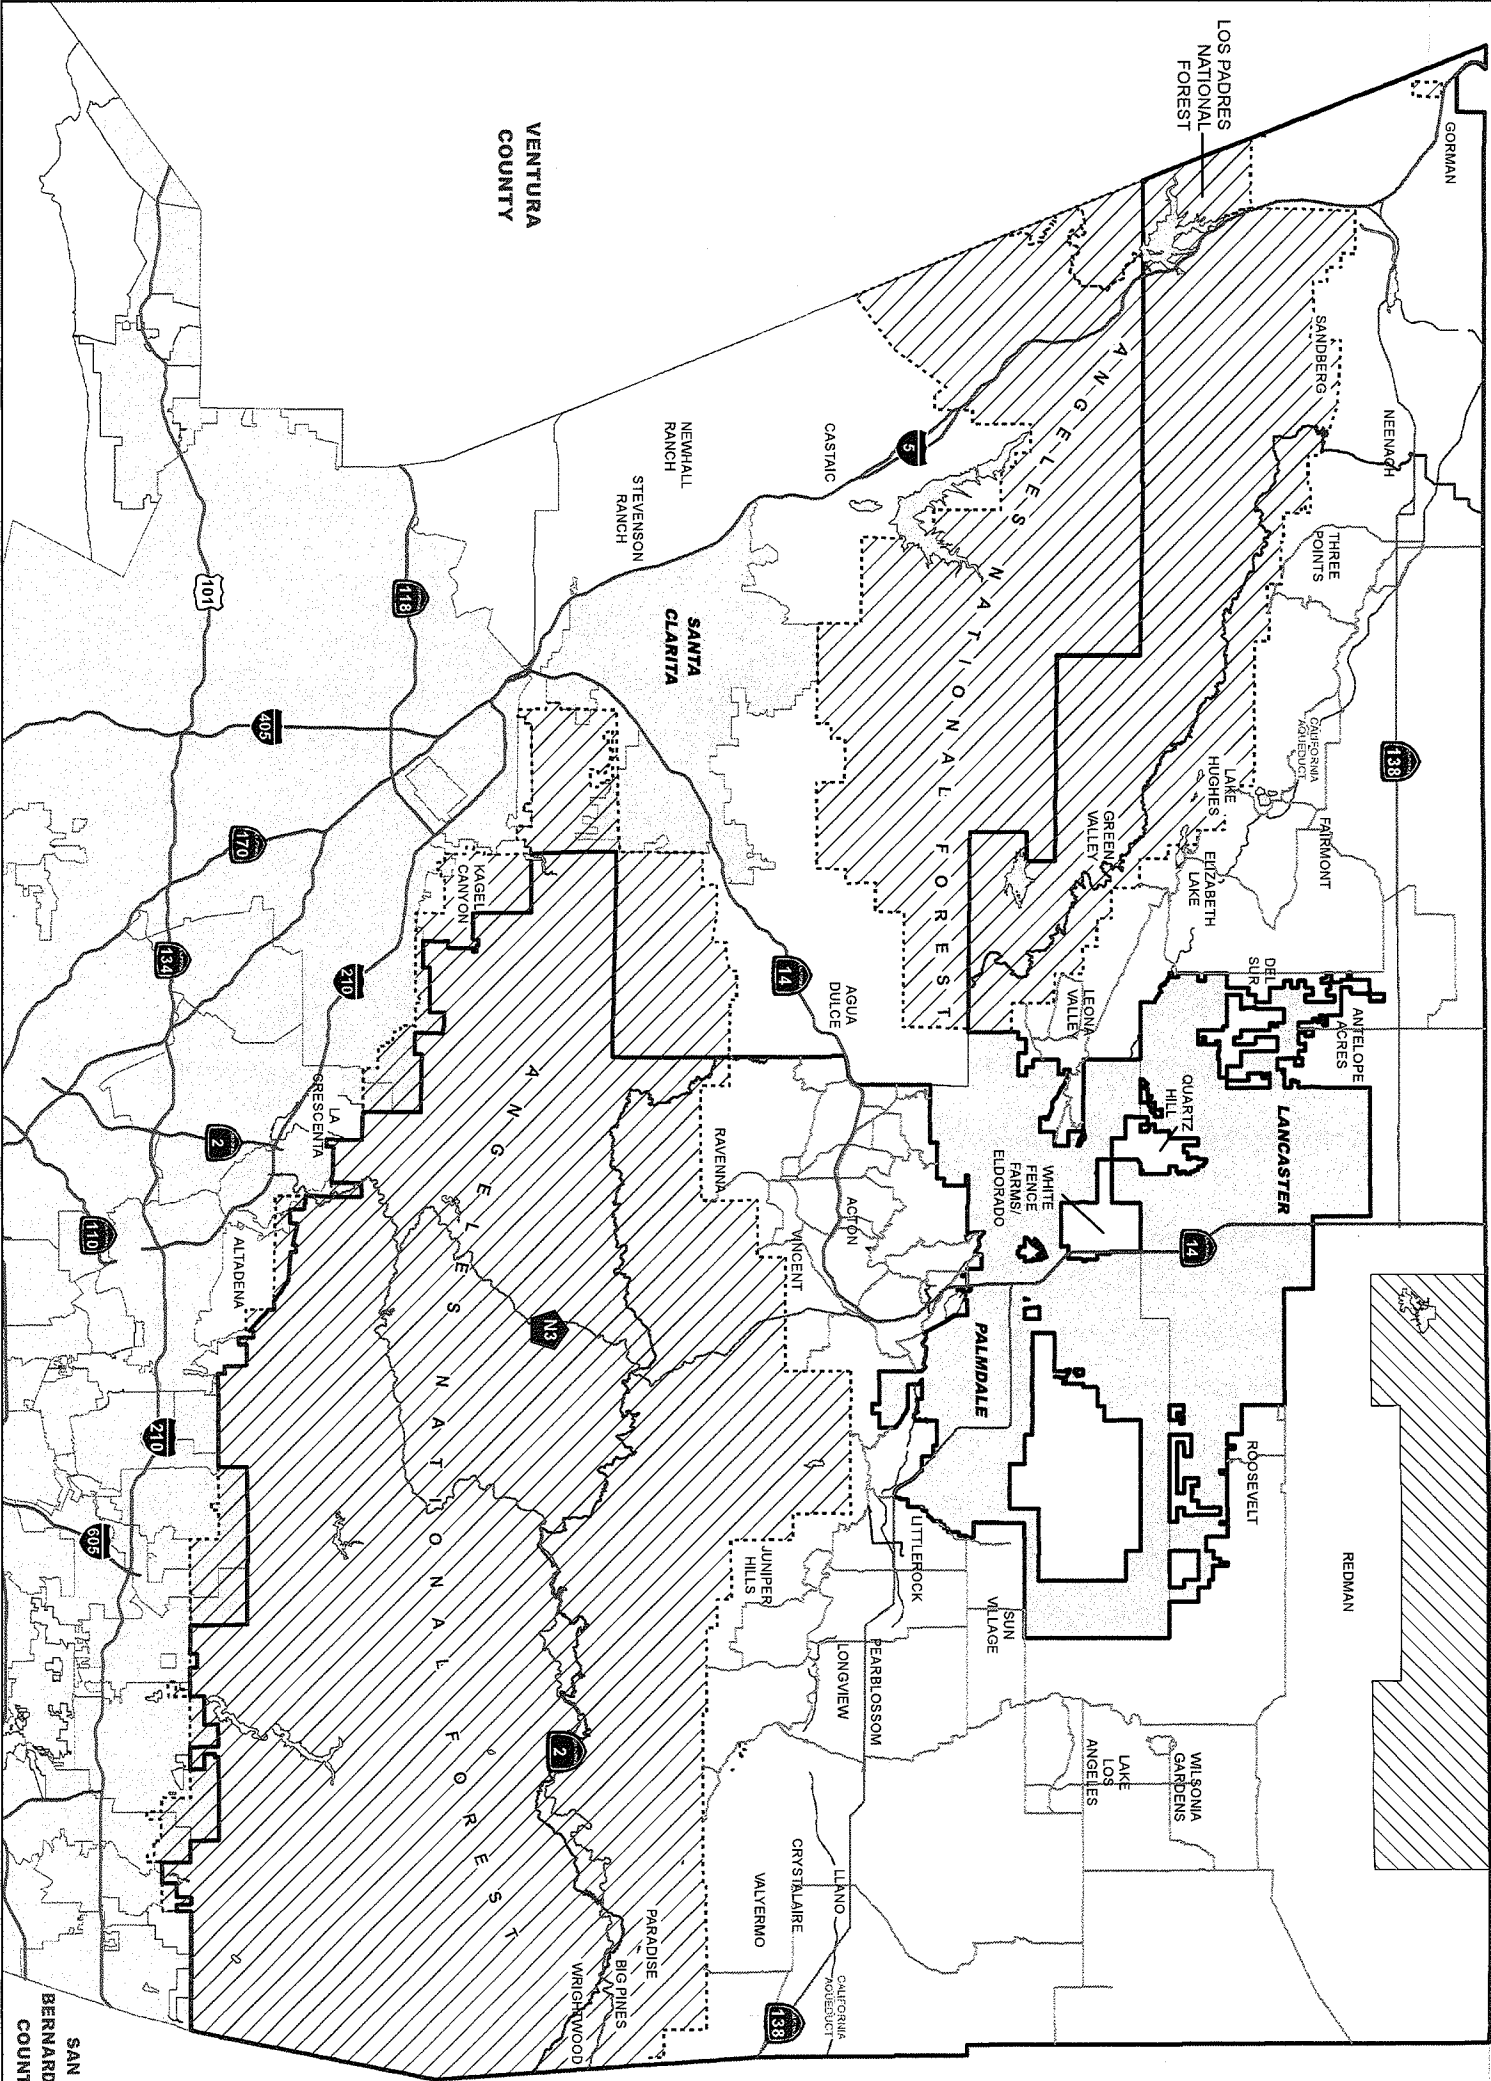 LOS PADRES
NATIONAL
FOREST
GORMAN
VENTURA
COUNTY
SANDBERG
NEENACH
THREE
POINTS
138
CALIFORNIA
AQUEDUCT
FAIRMONT
LAKE
HUGHES
ELIZABETH
LAKE
GREEN
VALLEY
ANGELES NATIONAL FOREST
5
CASTAIC
NEWHALL
RANCH
STEVENSON
RANCH
SANTA
CLARITA
DEL
SUR
ANTELOPE
ACRES
LEONA
VALLE
QUARTZ
HILL
LANCASTER
WHITE
FENCE
FARMS/
ELDORADO
14
14
AGUA
DULCE
RAVENNA
ACTON
VINCENT
PALMDALE
ROOSEVELT
REDMAN
LITTLEROCK
SUN
VILLAGE
JUNIPER
HILLS
PEARBLOSSOM
LONGVIEW
WILSONIA
GARDENS
LAKE
LOS
ANGELES
LLANO
CRYSTALAIRE
VALYERMO
CALIFORNIA
AQUEDUCT
138
PARADISE
BIG PINES
WRIGHTWOOD
ANGELES NATIONAL FOREST
N3
2
101
118
405
170
134
210
KAGEL
CANYON
LA
CRESCENTA
2
110
ALTADENA
210
605
SAN
BERNARD
COUNT